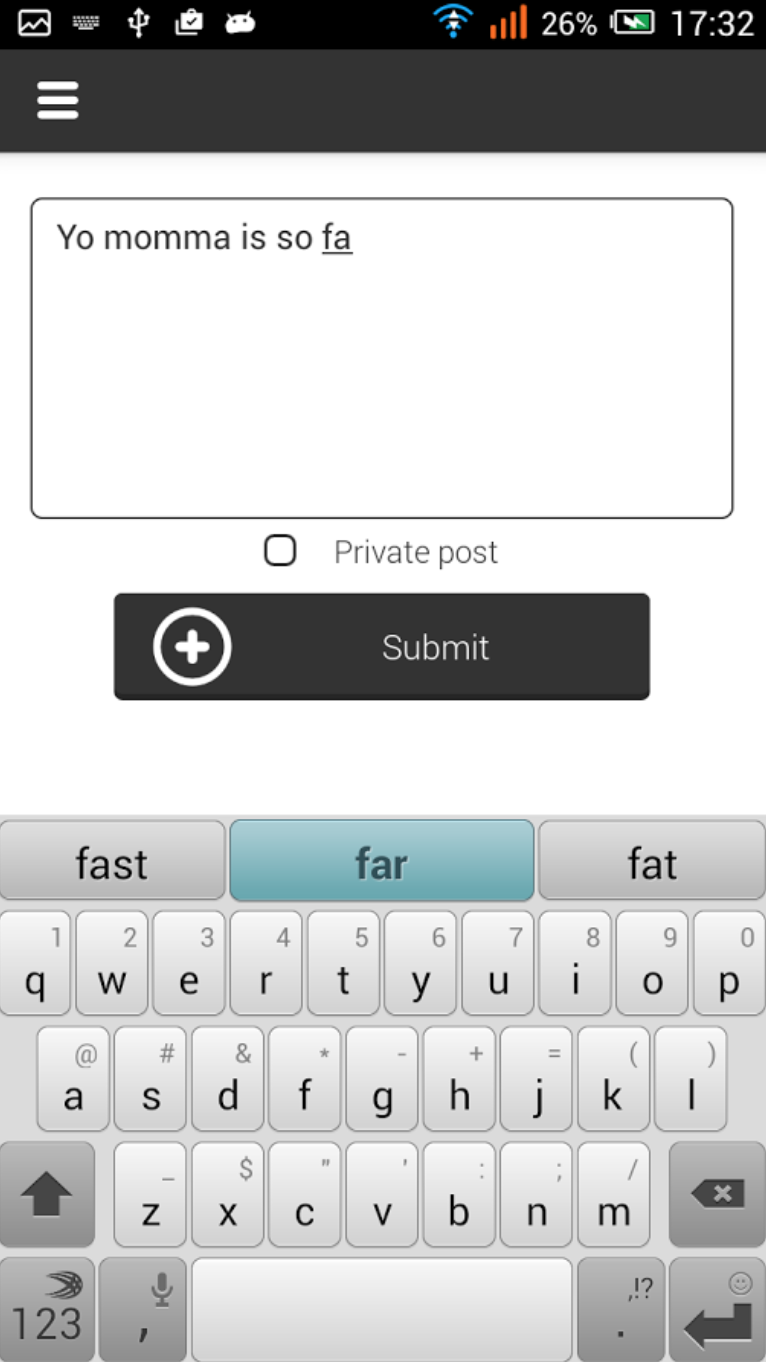 26% 17:32
Yo momma is so fa
Private post
Submit
fast far fat
1 2 3 4 5 6 7 8 9 0
q w e r t y u i o p
@ # & * - + = ( )
a s d f g h j k l
_ $ " ' : ; /
z x c v b n m
,!?
123 , .